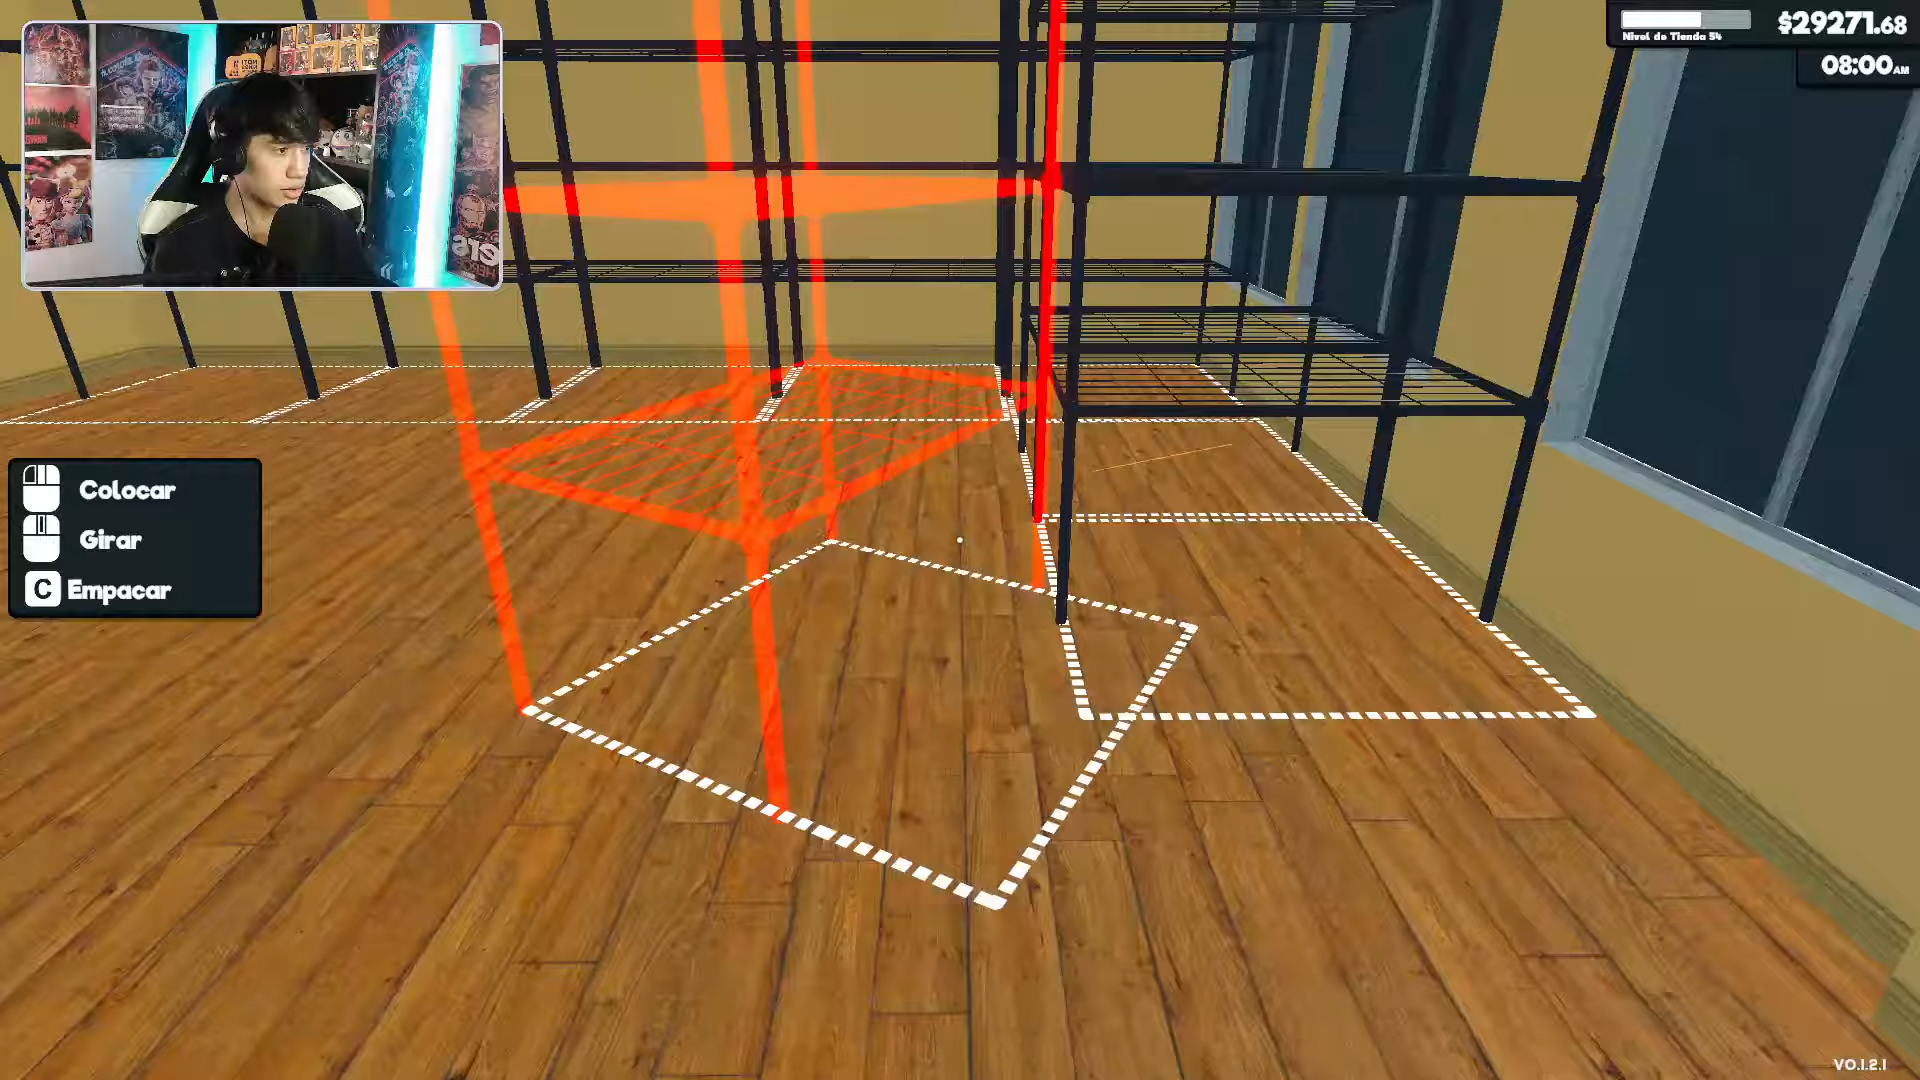 $29271.68
Nivel de Tienda 54
08:00AM
Colocar
Girar
C Empacar
V0.1.2.1